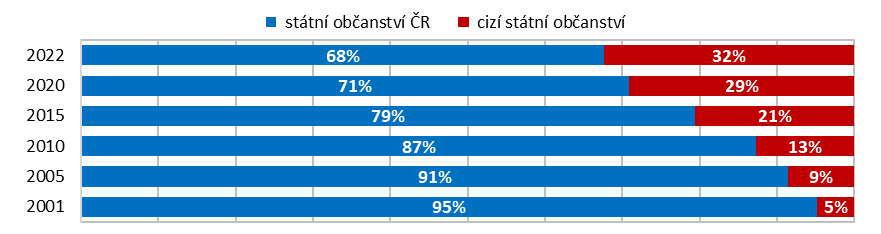 státní občanství ČR cizí státní občanství
2022 68% 32%
2020 71% 29%
2015 79% 21%
2010 87% 13%
2005 91% 9%
2001 95% 5%